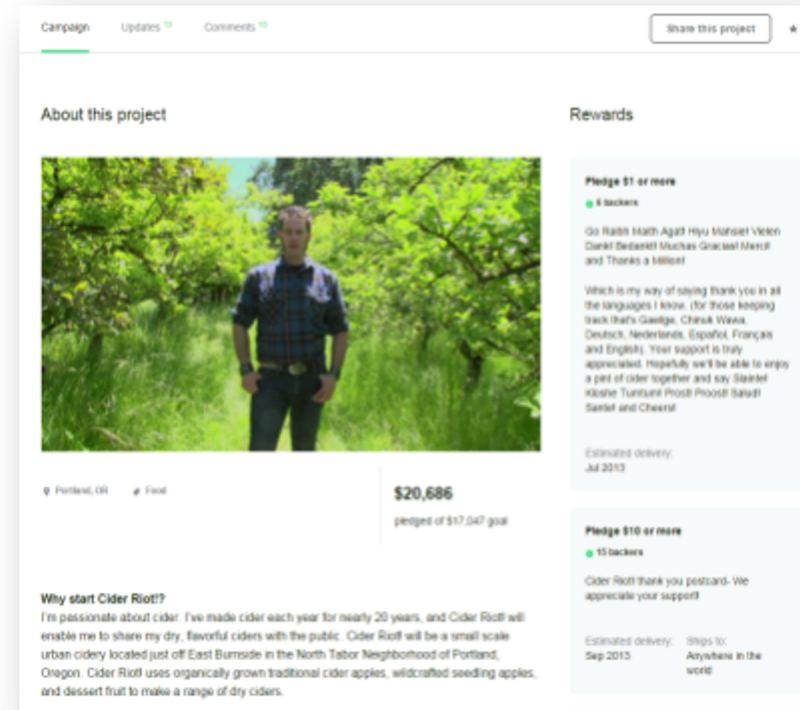 Campaign Updates Comments Share this project
About this project
Rewards
Pledge $1 or more
6 backers
Go Raibh Maith Agat! Hiyu Mahsie! Vielen
Dank! Bedankt! Muchas Gracias! Merci!
and Thanks a Million!
Which is my way of saying thank you in all
the languages I know. (for those keeping
track that's Gaeilge, Chinuk Wawa,
Deutsch, Nederlands, Español, Français
and English). Your support is truly
appreciated. Hopefully we'll be able to enjoy
a pint of cider together and say Slainte!
Kloshe Tumtum! Prost! Proost! Salud!
Sante! and Cheers!
Estimated delivery:
Jul 2013
Portland, OR Food
$20,686
pledged of $17,047 goal
Pledge $10 or more
15 backers
Cider Riot! thank you postcard- We
appreciate your support!
Estimated delivery: Ships to:
Sep 2013 Anywhere in the
world
Why start Cider Riot!?
I'm passionate about cider. I've made cider each year for nearly 20 years, and Cider Riot! will
enable me to share my dry, flavorful ciders with the public. Cider Riot! will be a small scale
urban cidery located just off East Burnside in the North Tabor Neighborhood of Portland,
Oregon. Cider Riot! uses organically grown traditional cider apples, wildcrafted seedling apples,
and dessert fruit to make a range of dry ciders.